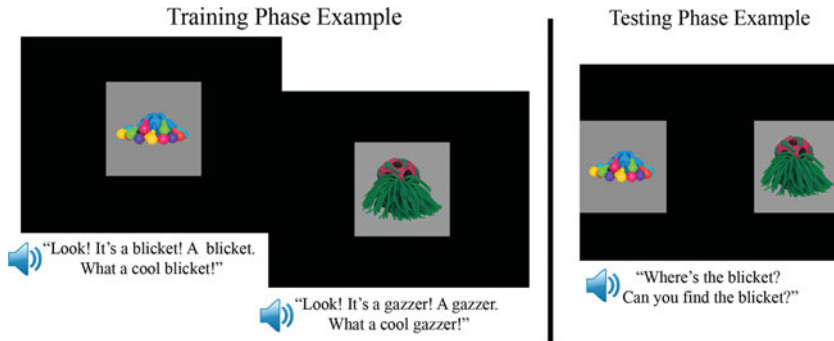 Training Phase Example
Testing Phase Example
“Look! It’s a blicket! A blicket.
What a cool blicket!”
“Look! It’s a gazzer! A gazzer.
What a cool gazzer!”
“Where’s the blicket?
Can you find the blicket?”